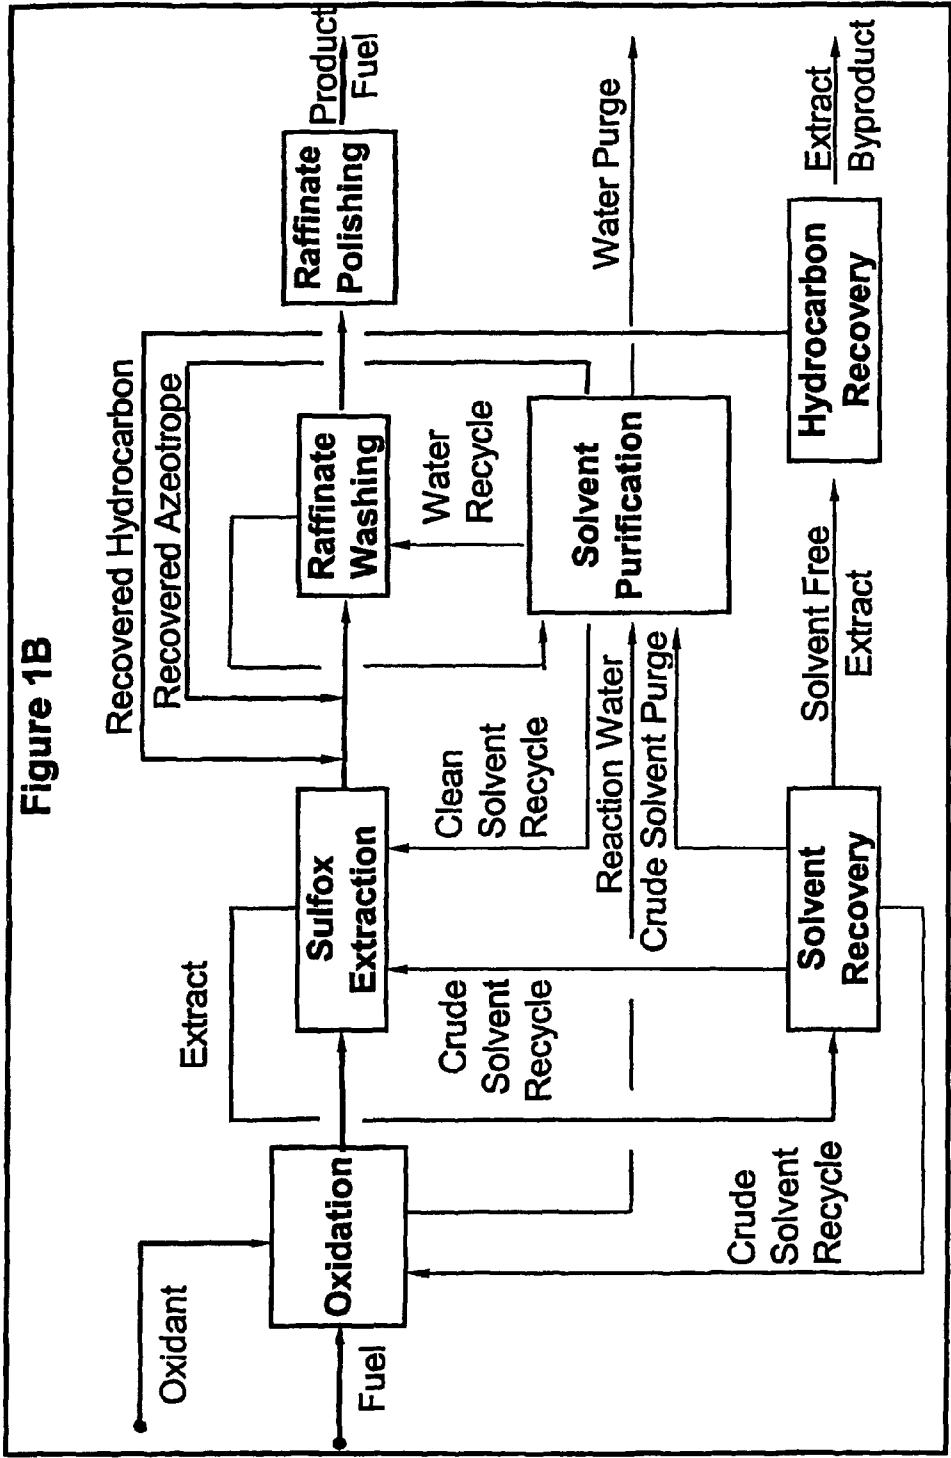 Figure 1B
Recovered Hydrocarbon
Recovered Azeotrope
Oxidant
Extract
Fuel
Oxidation
Sulfox
Extraction
Raffinate
Washing
Raffinate
Polishing
Product
Fuel
Crude
Solvent
Recycle
Clean
Solvent
Recycle
Water
Recycle
Reaction Water
Crude Solvent Purge
Solvent
Purification
Water Purge
Crude
Solvent
Recycle
Solvent
Recovery
Solvent Free
Extract
Hydrocarbon
Recovery
Extract
Byproduct